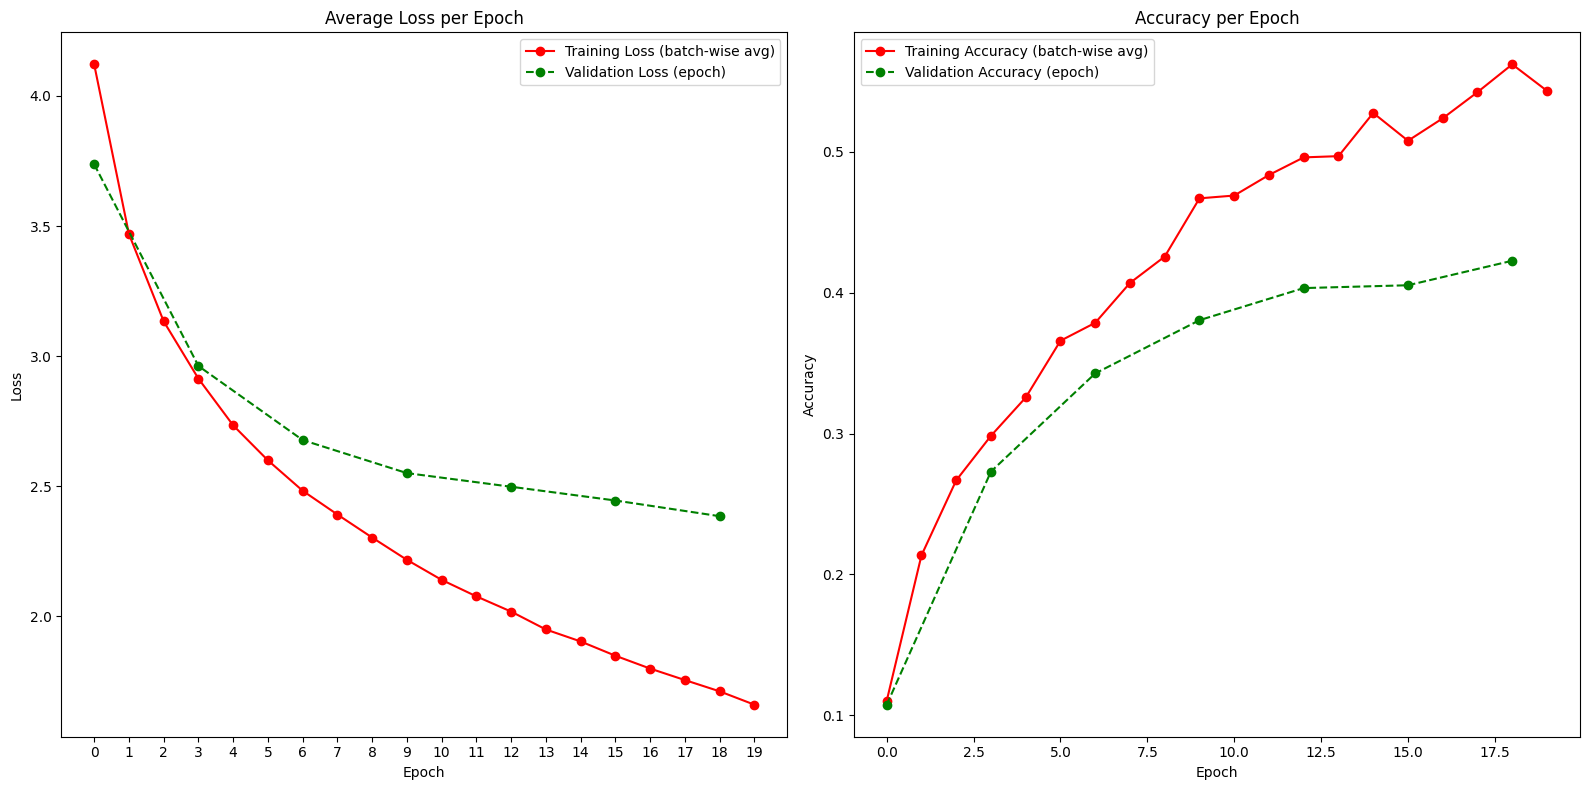 Average Loss per Epoch
Training Loss (batch-wise avg)
Validation Loss (epoch)
Loss
4.0
3.5
3.0
2.5
2.0
0 1 2 3 4 5 6 7 8 9 10 11 12 13 14 15 16 17 18 19
Epoch
Accuracy per Epoch
Training Accuracy (batch-wise avg)
Validation Accuracy (epoch)
Accuracy
0.5
0.4
0.3
0.2
0.1
0.0 2.5 5.0 7.5 10.0 12.5 15.0 17.5
Epoch